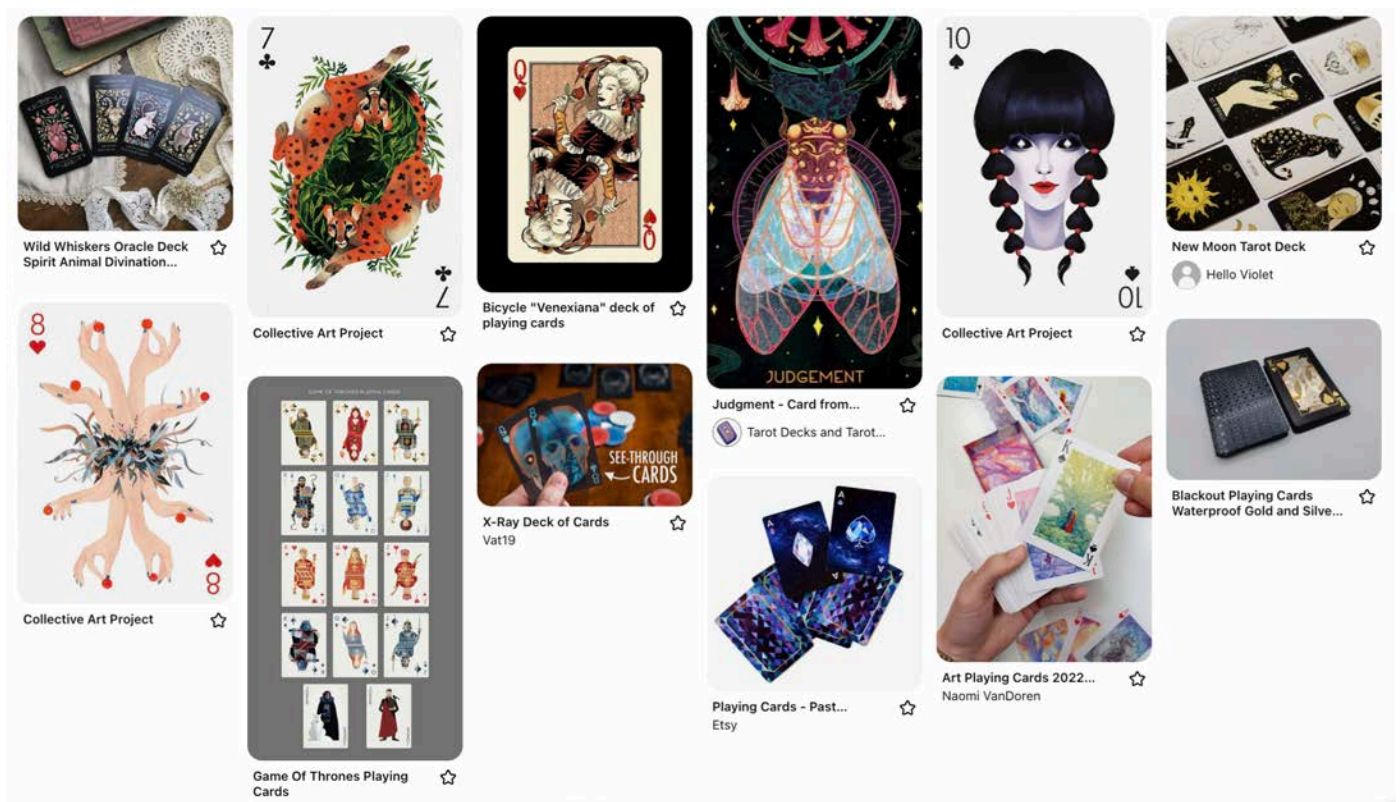 Wild Whiskers Oracle Deck
Spirit Animal Divination...
8
8
Collective Art Project
7
7
Collective Art Project
GAME OF THRONES PLAYING CARDS
Game Of Thrones Playing
Cards
Q
Q
Bicycle "Venexiana" deck of
playing cards
SEE-THROUGH
CARDS
X-Ray Deck of Cards
Vat19
JUDGEMENT
Judgment - Card from...
Tarot Decks and Tarot...
A
A
Playing Cards - Past...
Etsy
10
10
Collective Art Project
K
Art Playing Cards 2022...
Naomi VanDoren
New Moon Tarot Deck
Hello Violet
Blackout Playing Cards
Waterproof Gold and Silve...